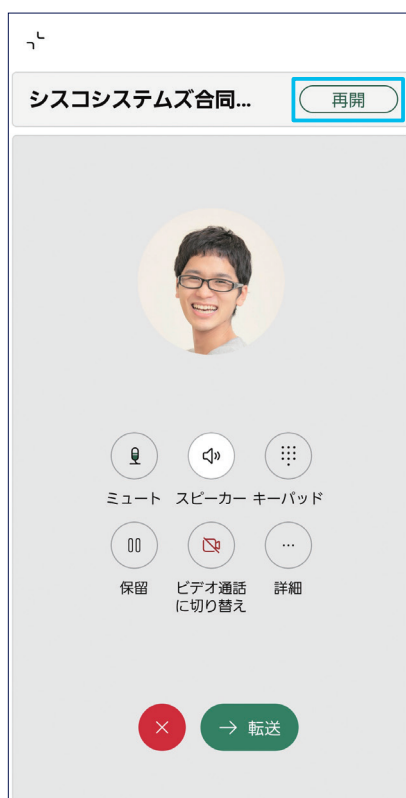 シスコシステムズ合同...
再開
ミュート
スピーカー
キーパッド
保留
ビデオ通話
に切り替え
詳細
転送